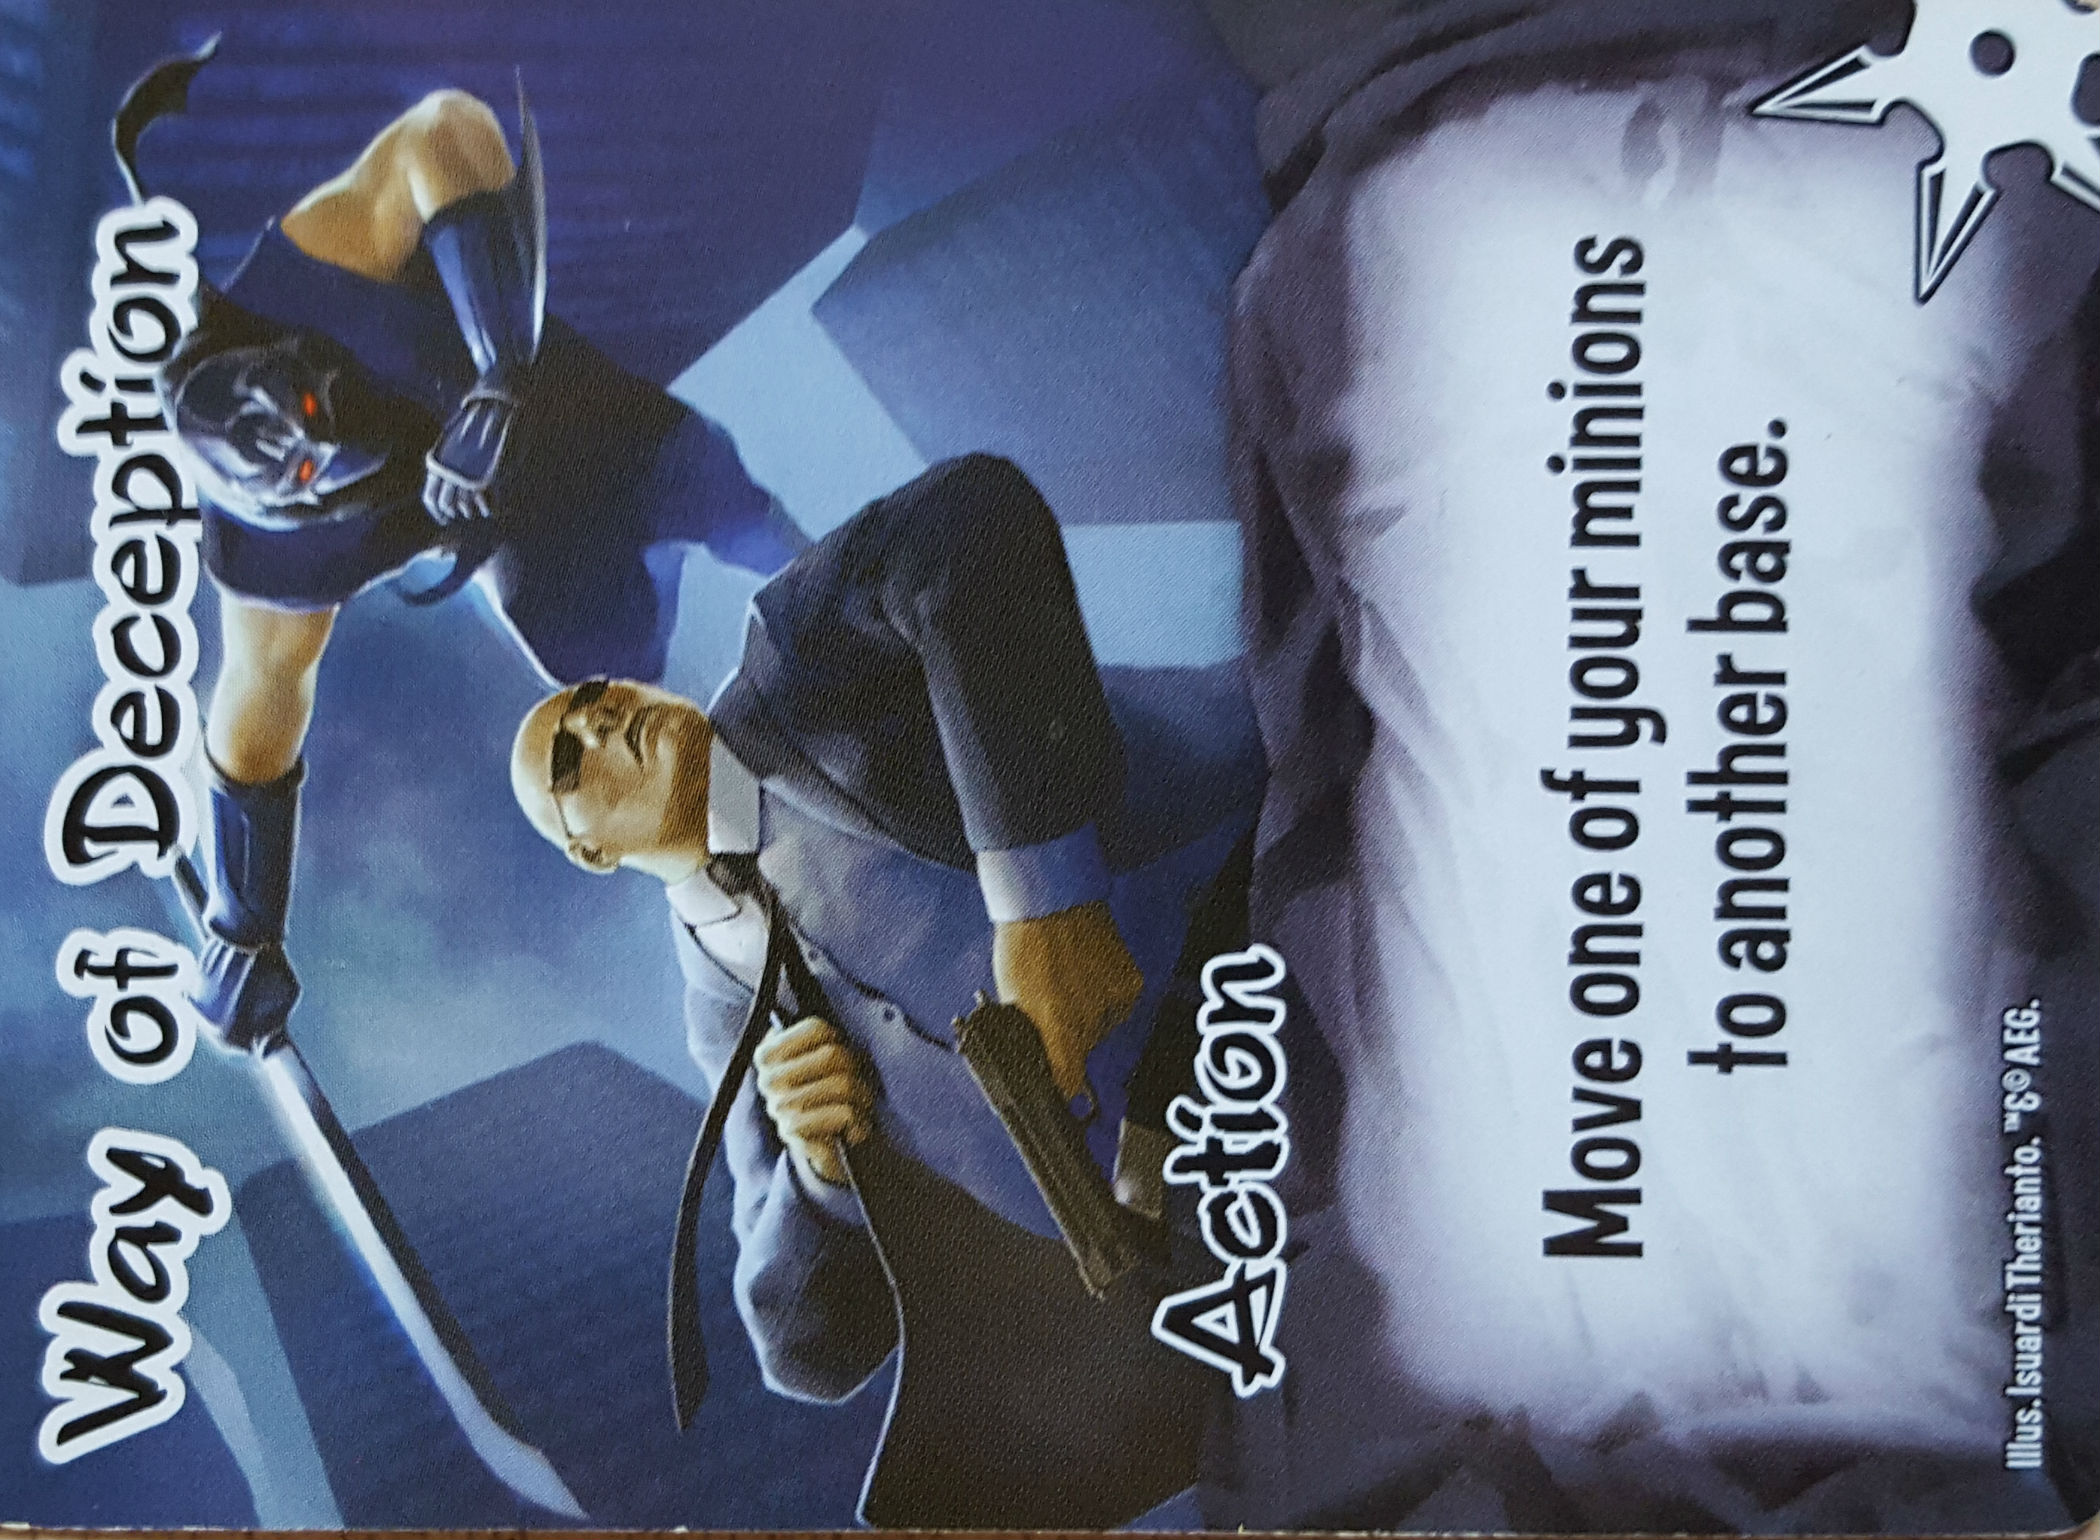 Way of Deception
Action
Move one of your minions
to another base.
Illus. Isuardi Therianto. ™&© AEG.